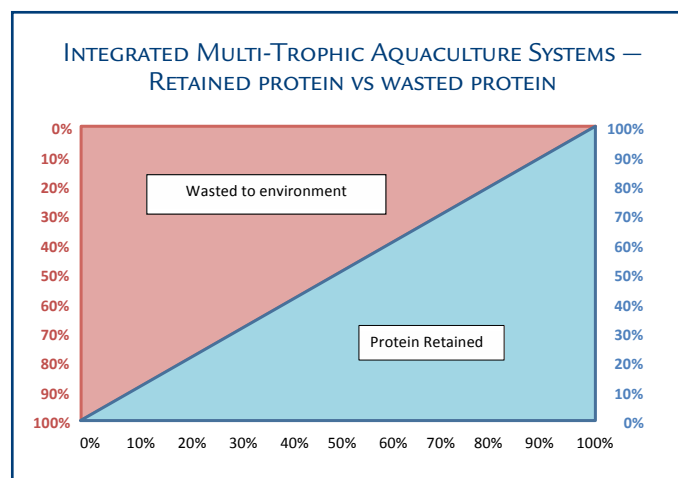 INTEGRATED MULTI-TROPHIC AQUACULTURE SYSTEMS —
RETAINED PROTEIN VS WASTED PROTEIN
0% 100%
10% 90%
Wasted to environment
20% 80%
30% 70%
40% 60%
50% 50%
60% 40%
70% 30%
Protein Retained
80% 20%
90% 10%
100% 0%
0% 10% 20% 30% 40% 50% 60% 70% 80% 90% 100%